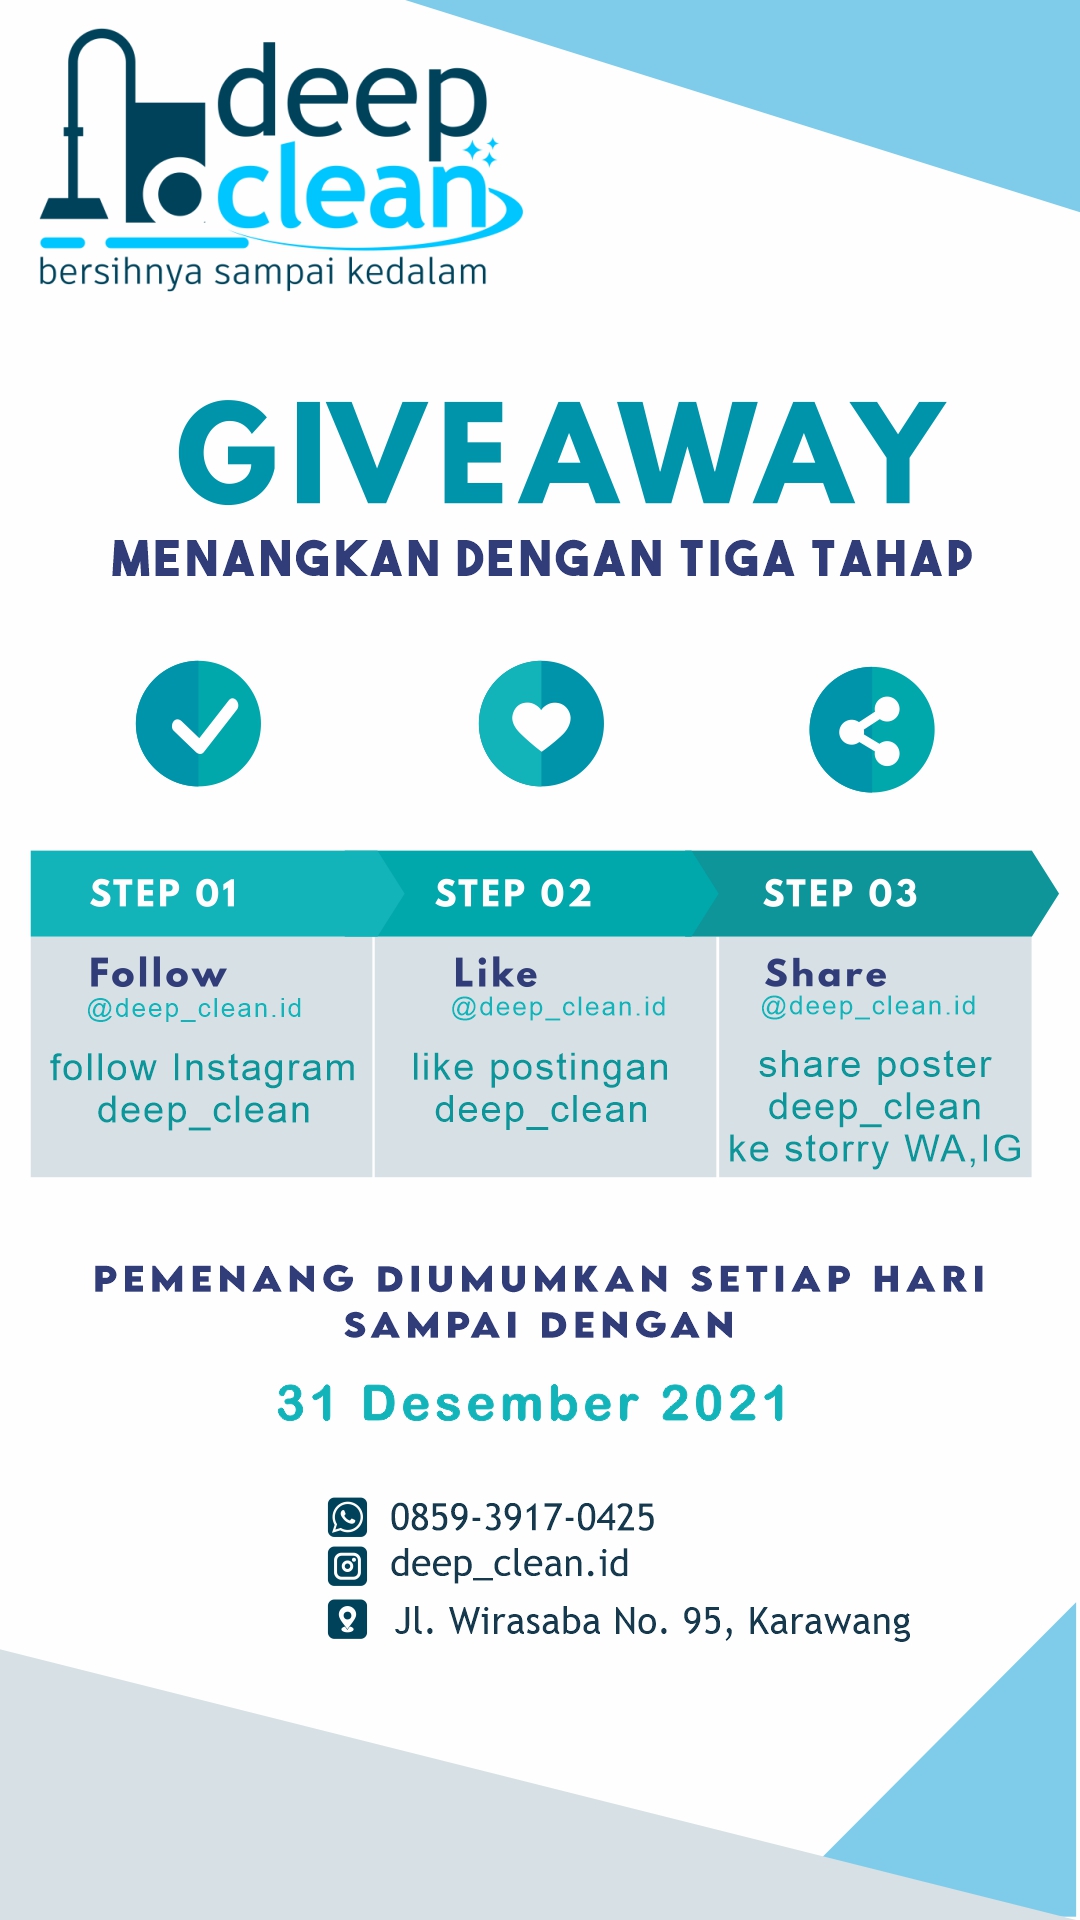 deep
clean
bersihnya sampai kedalam
GIVEAWAY
MENANGKAN DENGAN TIGA TAHAP
STEP 01
Follow
@deep_clean.id
follow Instagram
deep_clean
STEP 02
Like
@deep_clean.id
like postingan
deep_clean
STEP 03
Share
@deep_clean.id
share poster
deep_clean
ke storry WA,IG
PEMENANG DIUMUMKAN SETIAP HARI
SAMPAI DENGAN
31 Desember 2021
0859-3917-0425
deep_clean.id
Jl. Wirasaba No. 95, Karawang